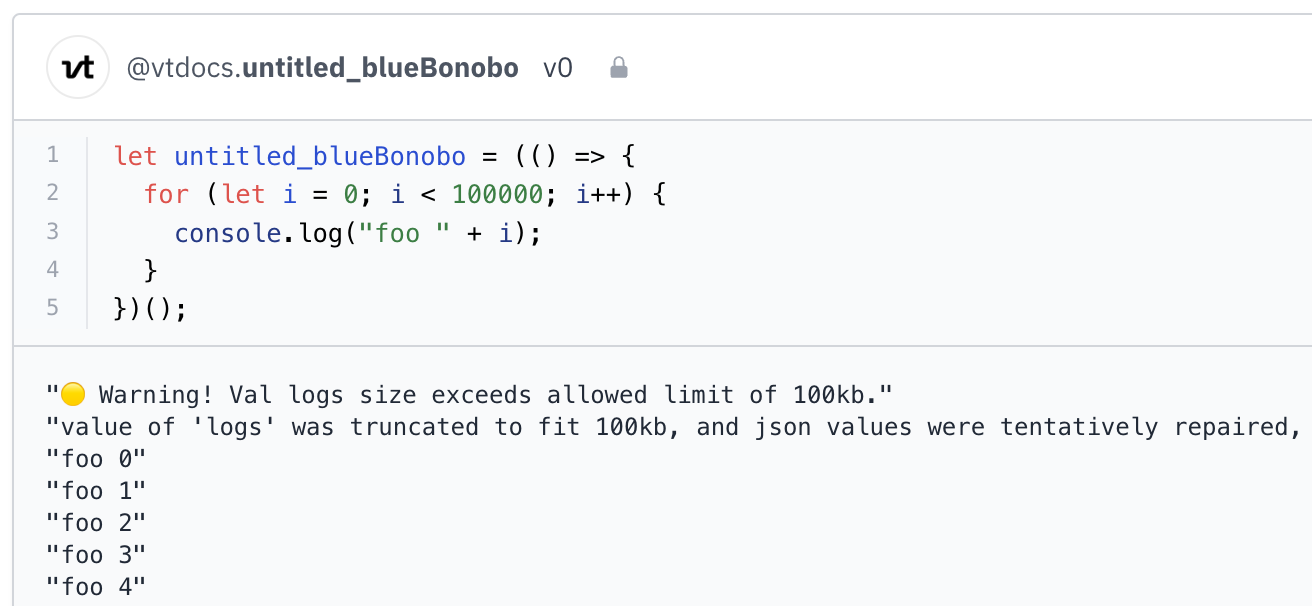 vt @vtdocs.untitled_blueBonobo v0
1 let untitled_blueBonobo = (() => {
2   for (let i = 0; i < 100000; i++) {
3     console.log("foo " + i);
4   }
5 })();
"🟡 Warning! Val logs size exceeds allowed limit of 100kb."
"value of 'logs' was truncated to fit 100kb, and json values were tentatively repaired,
"foo 0"
"foo 1"
"foo 2"
"foo 3"
"foo 4"